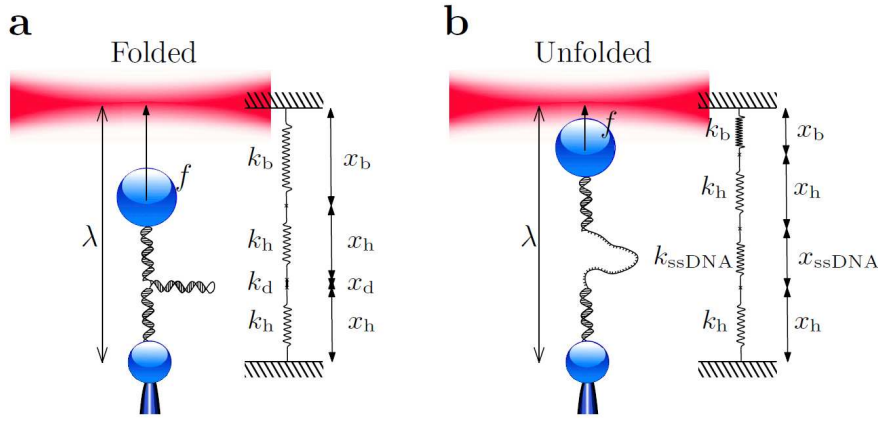 a
Folded
λ
f
k_b
x_b
k_h
x_h
k_d
x_d
k_h
x_h
b
Unfolded
λ
f
k_b
x_b
k_h
x_h
k_ssDNA
x_ssDNA
k_h
x_h